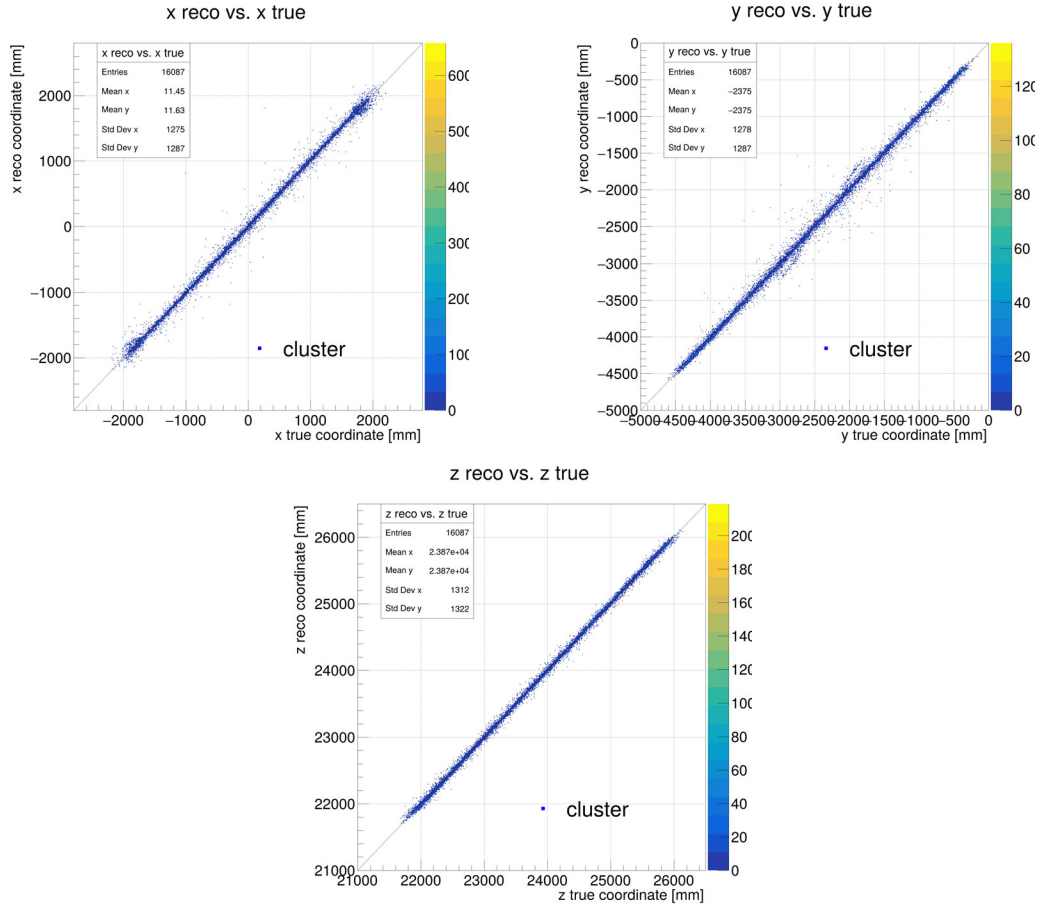 x reco vs. x true
x reco coordinate [mm]
x reco vs. x true
Entries 16087
Mean x 11.45
Mean y 11.63
Std Dev x 1275
Std Dev y 1287
2000
1000
0
−1000
−2000
cluster
−2000 −1000 0 1000 2000
x true coordinate [mm]
600
500
400
300
200
100
0
y reco vs. y true
y reco coordinate [mm]
y reco vs. y true
Entries 16087
Mean x −2375
Mean y −2375
Std Dev x 1278
Std Dev y 1287
0
−500
−1000
−1500
−2000
−2500
−3000
−3500
−4000
−4500
−5000
cluster
−5000 −4500 −4000 −3500 −3000 −2500 −2000 −1500 −1000 −500 0
y true coordinate [mm]
120
100
80
60
40
20
0
z reco vs. z true
z reco coordinate [mm]
z reco vs. z true
Entries 16087
Mean x 2.387e+04
Mean y 2.387e+04
Std Dev x 1312
Std Dev y 1322
26000
25000
24000
23000
22000
21000
cluster
21000 22000 23000 24000 25000 26000
z true coordinate [mm]
200
180
160
140
120
100
80
60
40
20
0